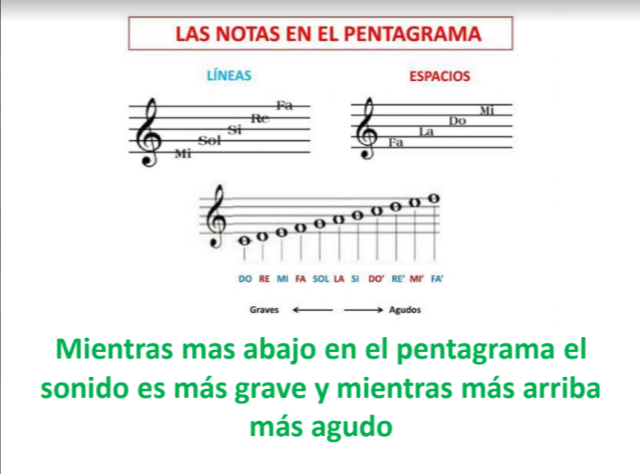 LAS NOTAS EN EL PENTAGRAMA
LÍNEAS
ESPACIOS
Fa
Re
Si
Sol
Mi
Mi
Do
La
Fa
DO RE MI FA SOL LA SI DO' RE' MI' FA'
Graves
Agudos
Mientras mas abajo en el pentagrama el
sonido es más grave y mientras más arriba
más agudo